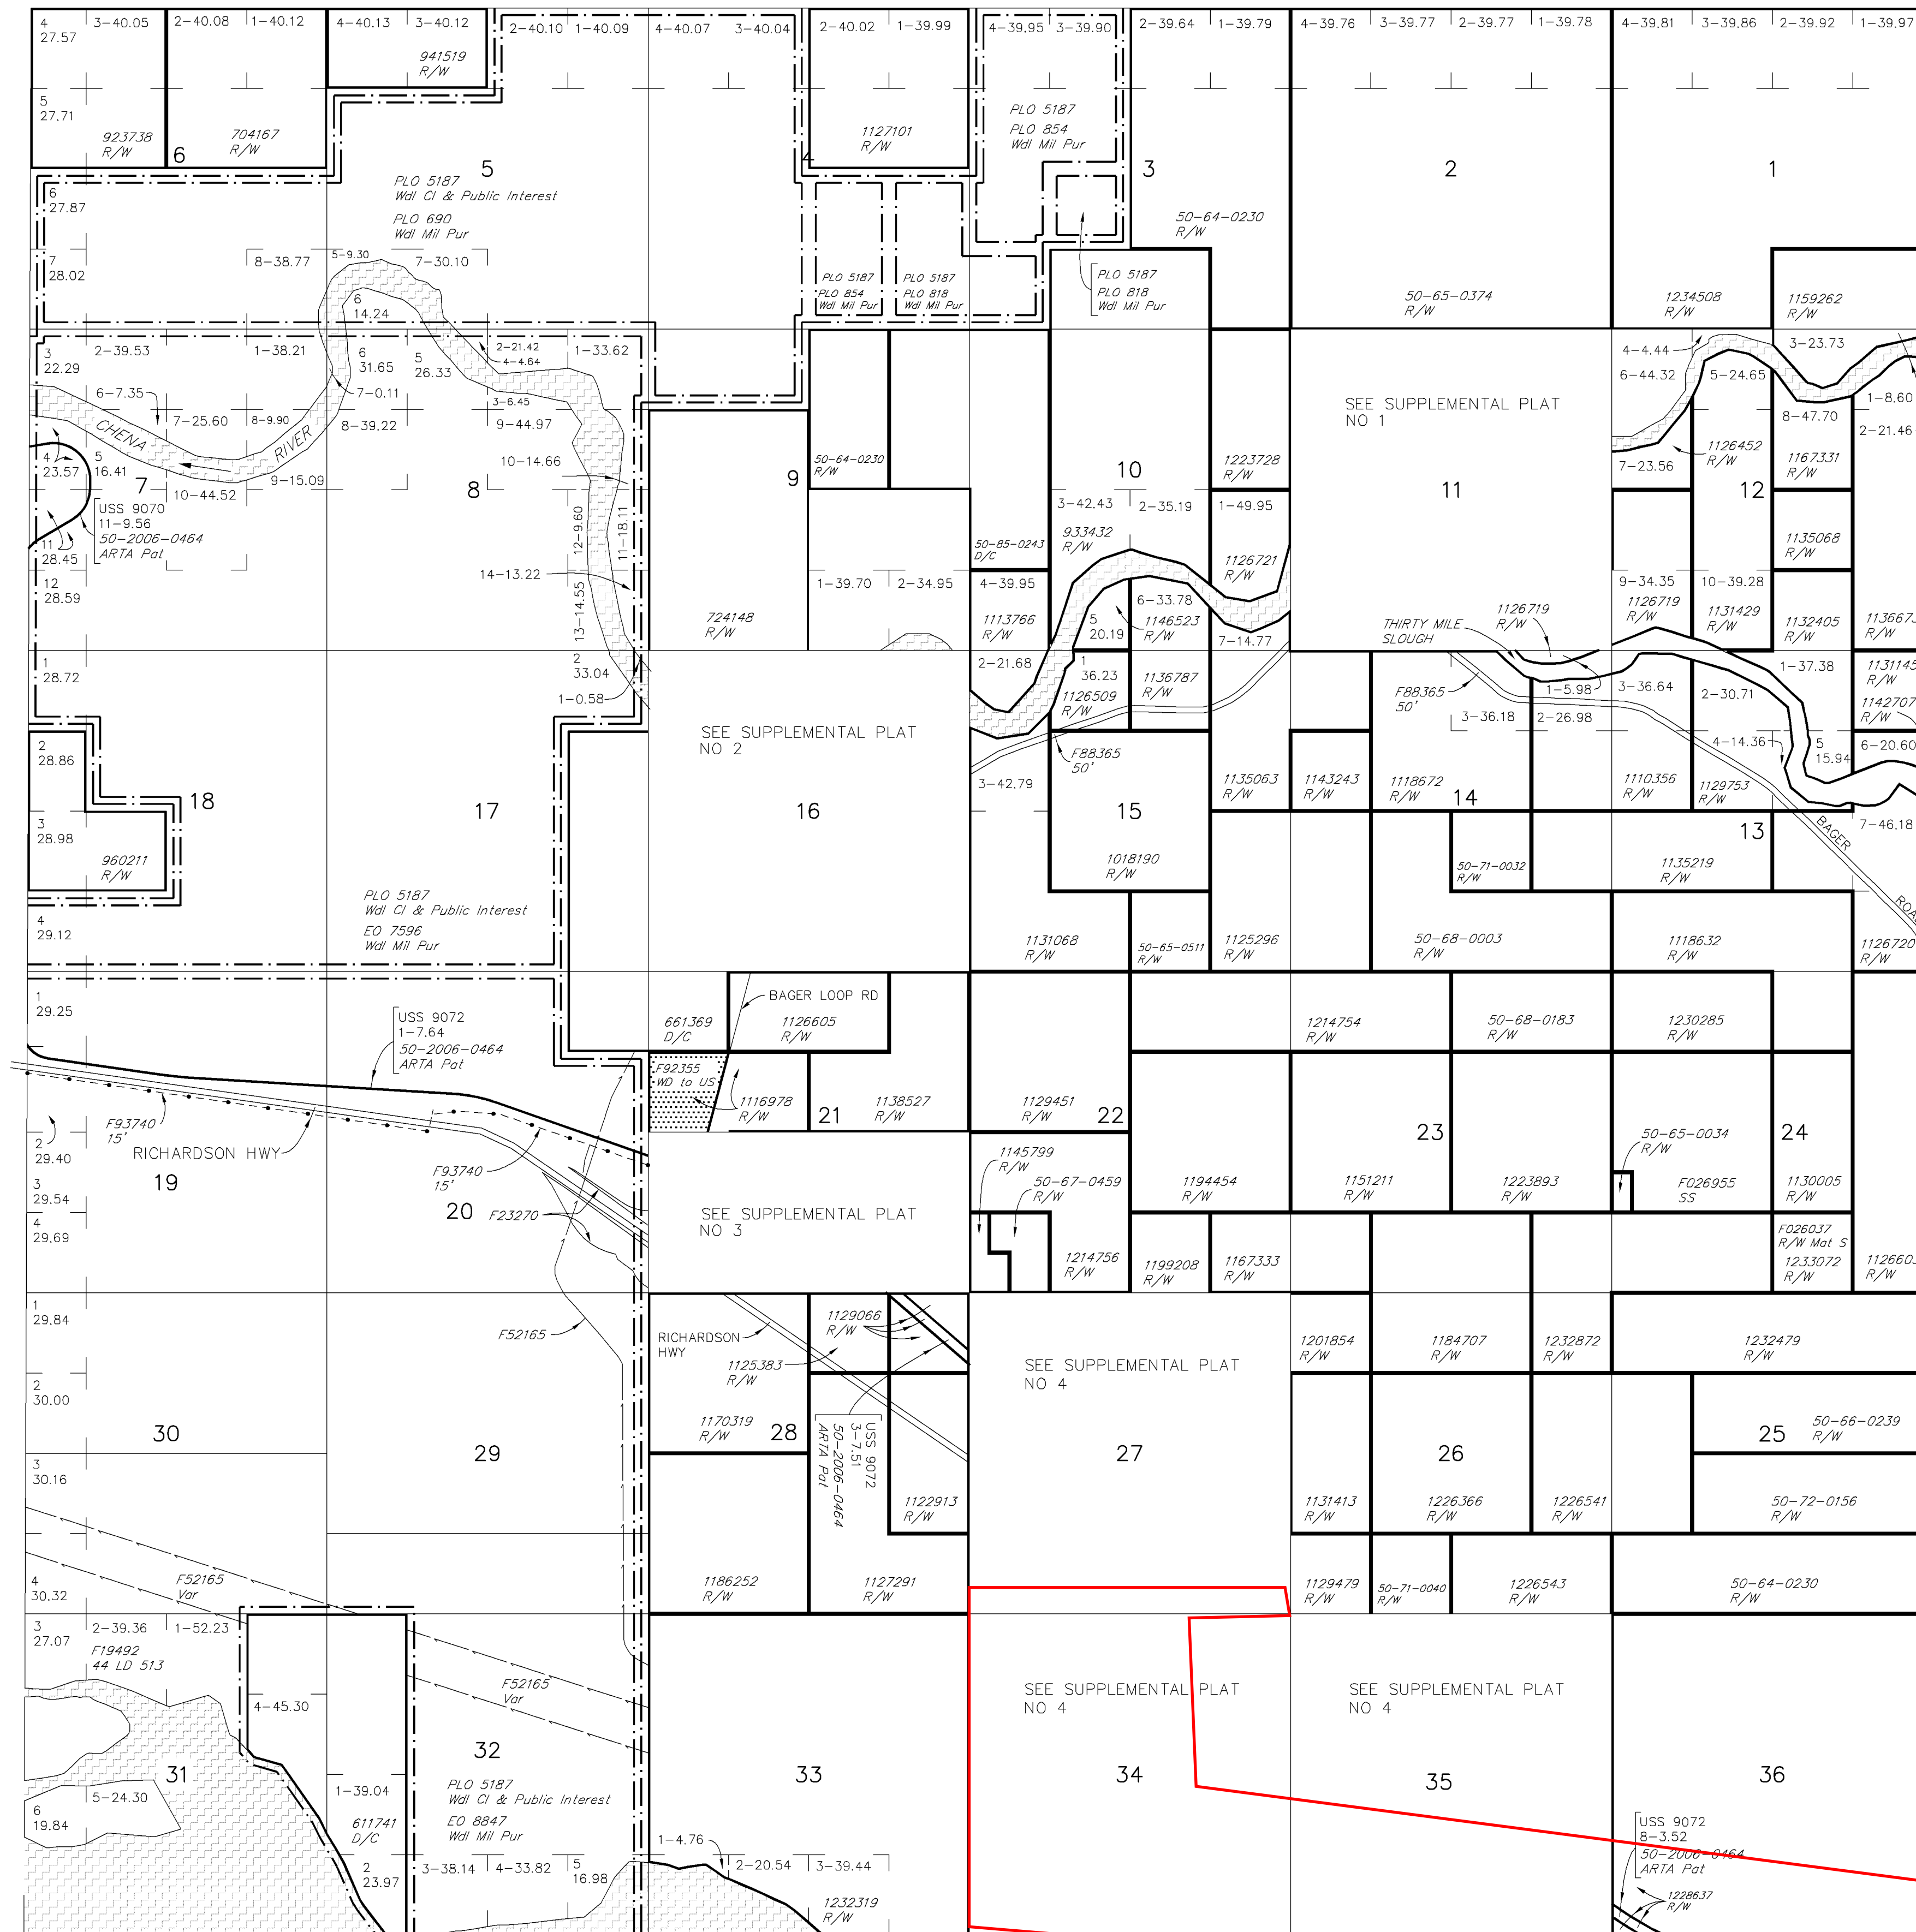 4
27.57
3-40.05
2-40.08
1-40.12
4-40.13
3-40.12
2-40.10
1-40.09
4-40.07
3-40.04
2-40.02
1-39.99
4-39.95
3-39.90
2-39.64
1-39.79
4-39.76
3-39.77
2-39.77
1-39.78
4-39.81
3-39.86
2-39.92
1-39.97
941519
R/W
5
27.71
923738
R/W
6
704167
R/W
5
PLO 5187
Wdl Cl & Public Interest
PLO 690
Wdl Mil Pur
1127101
R/W
4
PLO 5187
PLO 854
Wdl Mil Pur
3
50-64-0230
R/W
2
1
6
27.87
7
28.02
8-38.77
5-9.30
7-30.10
6
14.24
PLO 5187
PLO 854
Wdl Mil Pur
PLO 5187
PLO 818
Wdl Mil Pur
PLO 5187
PLO 818
Wdl Mil Pur
50-65-0374
R/W
1234508
R/W
1159262
R/W
3
22.29
2-39.53
1-38.21
6
31.65
5
26.33
2-21.42
4-4.64
1-33.62
6-7.35
7-0.11
3-6.45
7-25.60
8-9.90
8-39.22
9-44.97
CHENA
RIVER
4
23.57
5
16.41
7
10-44.52
9-15.09
8
10-14.66
USS 9070
11-9.56
50-2006-0464
ARTA Pat
11
28.45
12
28.59
12-9.60
11-18.11
14-13.22
13-14.55
50-64-0230
R/W
9
10
1223728
R/W
SEE SUPPLEMENTAL PLAT
NO 1
11
4-4.44
6-44.32
5-24.65
3-23.73
1-8.60
8-47.70
2-21.46
1126452
R/W
1167331
R/W
7-23.56
12
3-42.43
2-35.19
1-49.95
933432
R/W
50-85-0243
D/C
1126721
R/W
1135068
R/W
1-39.70
2-34.95
4-39.95
724148
R/W
1113766
R/W
5
20.19
6-33.78
1146523
R/W
7-14.77
THIRTY MILE
SLOUGH
1126719
R/W
9-34.35
1126719
R/W
10-39.28
1131429
R/W
1132405
R/W
1
28.72
2
33.04
1-0.58
2-21.68
1
36.23
1126509
R/W
1136787
R/W
F88365
50'
1-5.98
3-36.64
2-30.71
1-37.38
1131145
R/W
1142707
R/W
SEE SUPPLEMENTAL PLAT
NO 2
F88365
50'
3-36.18
2-26.98
4-14.36
5
15.94
6-20.60
2
28.86
3
28.98
960211
R/W
18
17
16
3-42.79
15
1135063
R/W
1143243
R/W
1118672
R/W
14
1110356
R/W
1129753
R/W
13
7-46.18
BAGER
1018190
R/W
50-71-0032
R/W
1135219
R/W
PLO 5187
Wdl Cl & Public Interest
EO 7596
Wdl Mil Pur
4
29.12
1131068
R/W
50-65-0511
R/W
1125296
R/W
50-68-0003
R/W
1118632
R/W
1126720
R/W
1
29.25
USS 9072
1-7.64
50-2006-0464
ARTA Pat
661369
D/C
BAGER LOOP RD
1126605
R/W
1214754
R/W
50-68-0183
R/W
1230285
R/W
F92355
WD to US
1116978
R/W
21
1138527
R/W
1129451
R/W
22
23
24
F93740
15'
RICHARDSON HWY
2
29.40
3
29.54
4
29.69
19
F93740
15'
20
F23270
SEE SUPPLEMENTAL PLAT
NO 3
1145799
R/W
50-67-0459
R/W
1194454
R/W
1151211
R/W
1223893
R/W
50-65-0034
R/W
F026955
SS
1130005
R/W
1214756
R/W
1199208
R/W
1167333
R/W
F026037
R/W Mat S
1233072
R/W
1
29.84
F52165
RICHARDSON
HWY
1129066
R/W
1125383
R/W
SEE SUPPLEMENTAL PLAT
NO 4
1201854
R/W
1184707
R/W
1232872
R/W
1232479
R/W
2
30.00
30
29
1170319
R/W
28
USS 9072
3-7.51
50-2006-0464
ARTA Pat
27
26
25
50-66-0239
R/W
3
30.16
1122913
R/W
1131413
R/W
1226366
R/W
1226541
R/W
50-72-0156
R/W
4
30.32
F52165
Var
1186252
R/W
1127291
R/W
1129479
R/W
50-71-0040
R/W
1226543
R/W
50-64-0230
R/W
3
27.07
2-39.36
1-52.23
F19492
44 LD 513
4-45.30
F52165
Var
SEE SUPPLEMENTAL PLAT
NO 4
SEE SUPPLEMENTAL PLAT
NO 4
31
32
33
34
35
36
5-24.30
6
19.84
1-39.04
611741
D/C
PLO 5187
Wdl Cl & Public Interest
EO 8847
Wdl Mil Pur
2
23.97
3-38.14
4-33.82
5
16.98
1-4.76
2-20.54
3-39.44
1232319
R/W
USS 9072
8-3.52
50-2006-0464
ARTA Pat
1228637
R/W